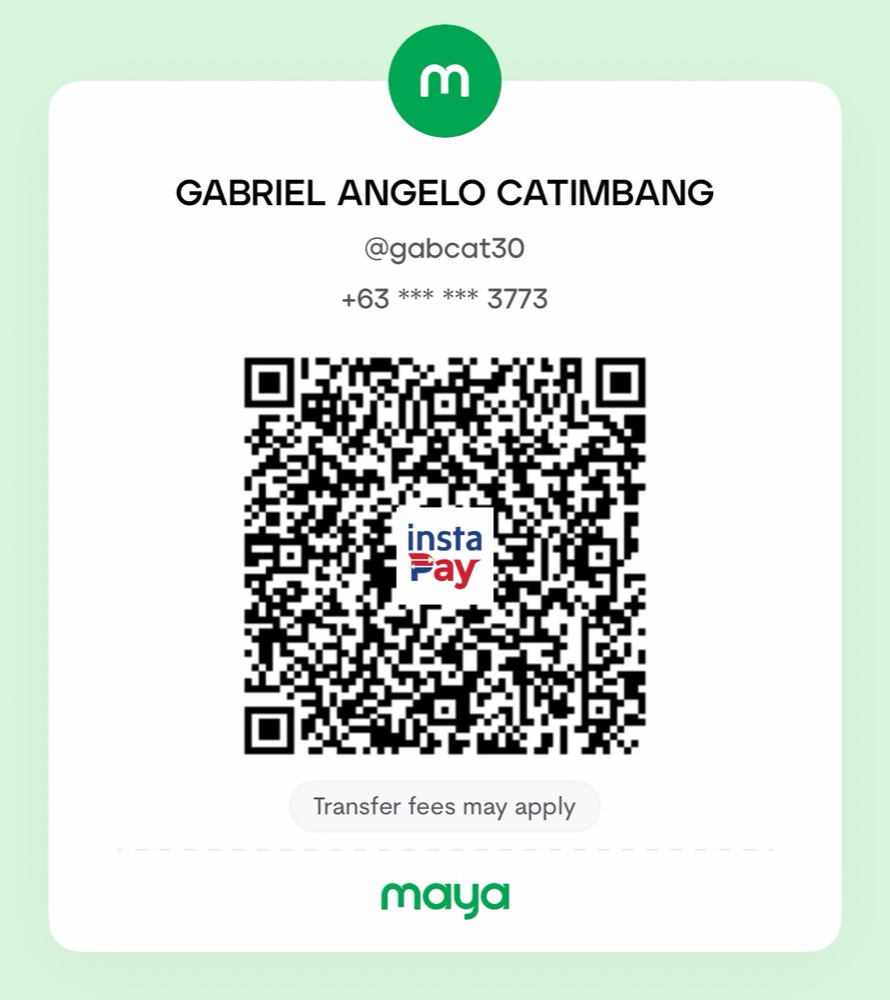 m
GABRIEL ANGELO CATIMBANG
@gabcat30
+63 *** *** 3773
insta
Pay
Transfer fees may apply
maya